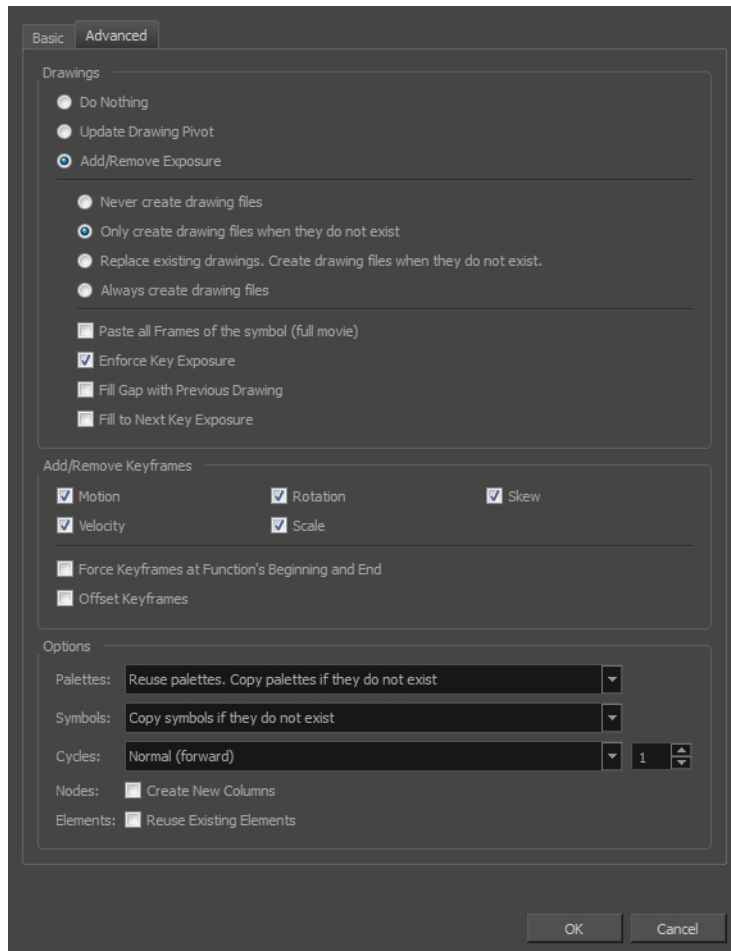 Basic Advanced
Drawings
Do Nothing
Update Drawing Pivot
Add/Remove Exposure
Never create drawing files
Only create drawing files when they do not exist
Replace existing drawings. Create drawing files when they do not exist.
Always create drawing files
Paste all Frames of the symbol (full movie)
Enforce Key Exposure
Fill Gap with Previous Drawing
Fill to Next Key Exposure
Add/Remove Keyframes
Motion Rotation Skew
Velocity Scale
Force Keyframes at Function's Beginning and End
Offset Keyframes
Options
Palettes: Reuse palettes. Copy palettes if they do not exist
Symbols: Copy symbols if they do not exist
Cycles: Normal (forward) 1
Nodes: Create New Columns
Elements: Reuse Existing Elements
OK Cancel